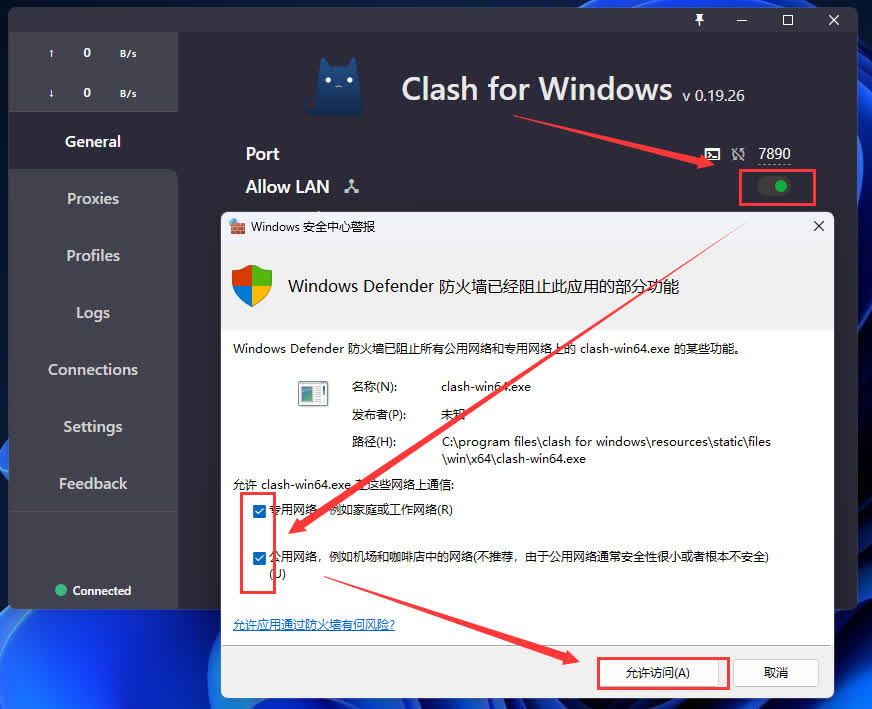 ↑ 0 B/s
↓ 0 B/s
Clash for Windows v 0.19.26
General
Proxies
Profiles
Logs
Connections
Settings
Feedback
Connected
Port 7890
Allow LAN
Windows 安全中心警报
Windows Defender 防火墙已经阻止此应用的部分功能
Windows Defender 防火墙已阻止所有公用网络和专用网络上的 clash-win64.exe 的某些功能。
名称(N): clash-win64.exe
发布者(P): 未知
路径(H): C:\program files\clash for windows\resources\static\files
\win\x64\clash-win64.exe
允许 clash-win64.exe 在这些网络上通信:
专用网络，例如家庭或工作网络(R)
公用网络，例如机场和咖啡店中的网络(不推荐，由于公用网络通常安全性很小或者根本不安全)
(U)
允许应用通过防火墙有何风险?
允许访问(A)
取消